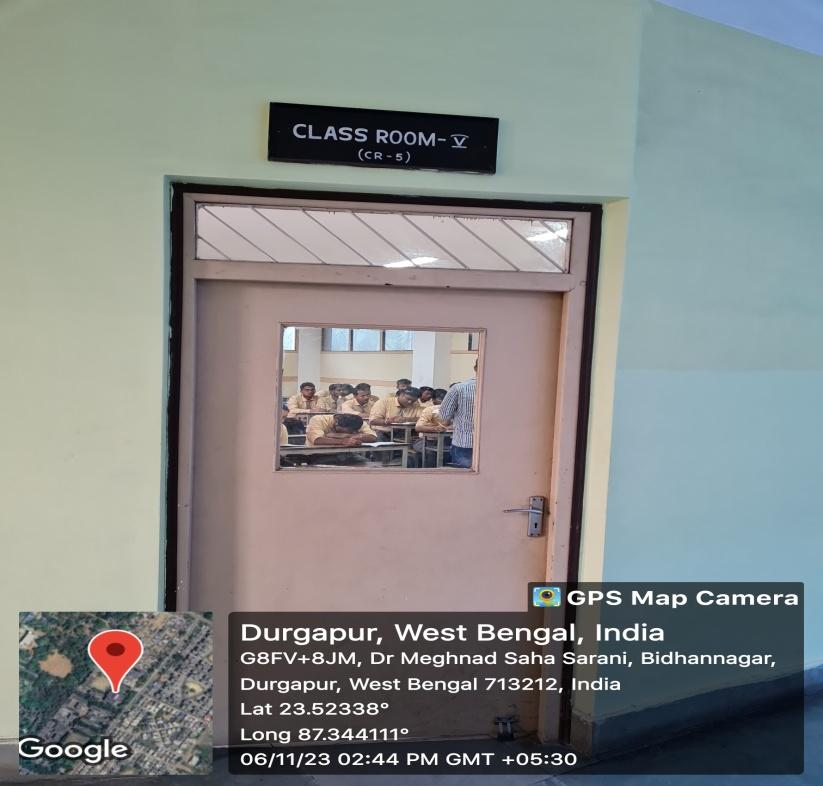 CLASS ROOM-V
(CR-5)
GPS Map Camera
Durgapur, West Bengal, India
G8FV+8JM, Dr Meghnad Saha Sarani, Bidhannagar,
Durgapur, West Bengal 713212, India
Lat 23.52338°
Long 87.344111°
06/11/23 02:44 PM GMT +05:30
Google